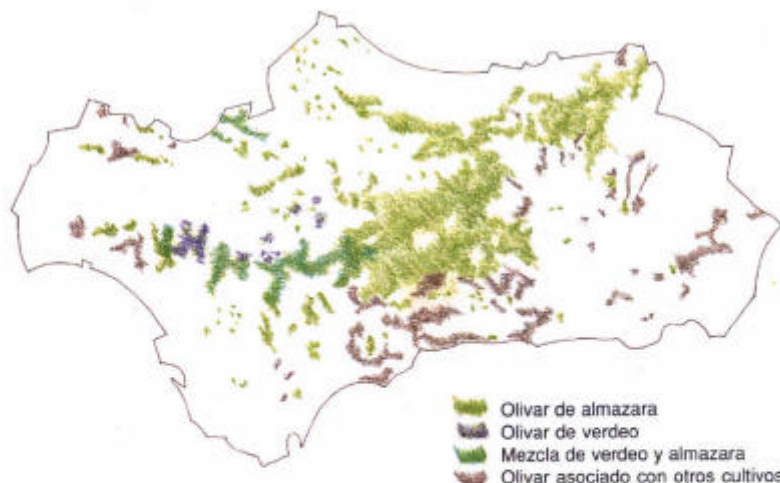 Olivar de almazara
Olivar de verdeo
Mezcla de verdeo y almazara
Olivar asociado con otros cultivos